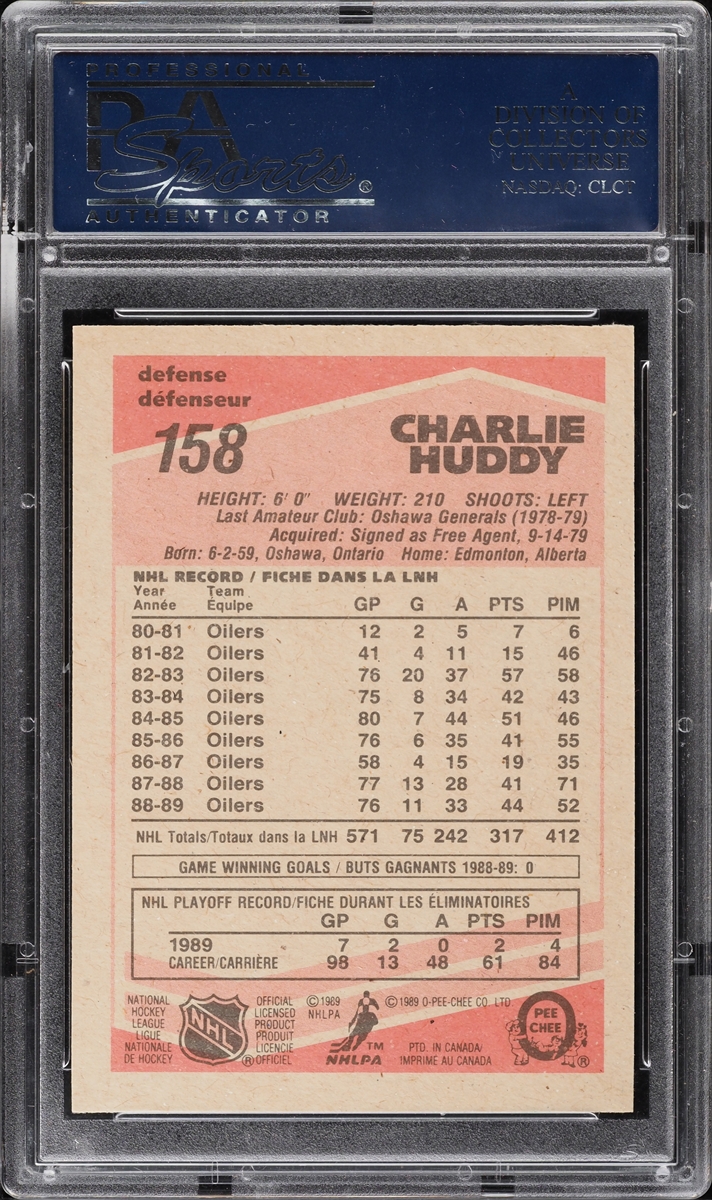 PROFESSIONAL
PSA
Sports®
AUTHENTICATOR
A
DIVISION OF
COLLECTORS
UNIVERSE
NASDAQ: CLCT
defense
défenseur
158
CHARLIE
HUDDY
HEIGHT: 6' 0" WEIGHT: 210 SHOOTS: LEFT
Last Amateur Club: Oshawa Generals (1978-79)
Acquired: Signed as Free Agent, 9-14-79
Born: 6-2-59, Oshawa, Ontario Home: Edmonton, Alberta
NHL RECORD / FICHE DANS LA LNH
Year Team
Année Équipe GP G A PTS PIM
80-81 Oilers 12 2 5 7 6
81-82 Oilers 41 4 11 15 46
82-83 Oilers 76 20 37 57 58
83-84 Oilers 75 8 34 42 43
84-85 Oilers 80 7 44 51 46
85-86 Oilers 76 6 35 41 55
86-87 Oilers 58 4 15 19 35
87-88 Oilers 77 13 28 41 71
88-89 Oilers 76 11 33 44 52
NHL Totals/Totaux dans la LNH 571 75 242 317 412
GAME WINNING GOALS / BUTS GAGNANTS 1988-89: 0
NHL PLAYOFF RECORD/FICHE DURANT LES ÉLIMINATOIRES
GP G A PTS PIM
1989 7 2 0 2 4
CAREER/CARRIÈRE 98 13 48 61 84
NATIONAL
HOCKEY
LEAGUE
LIGUE
NATIONALE
DE HOCKEY
NHL
®
OFFICIAL
LICENSED
PRODUCT
PRODUIT
LICENCIE
OFFICIEL
©1989
NHLPA
TM
NHLPA
©1989 O-PEE-CHEE CO. LTD.
PTD. IN CANADA/
IMPRIME AU CANADA
O
PEE
CHEE
®